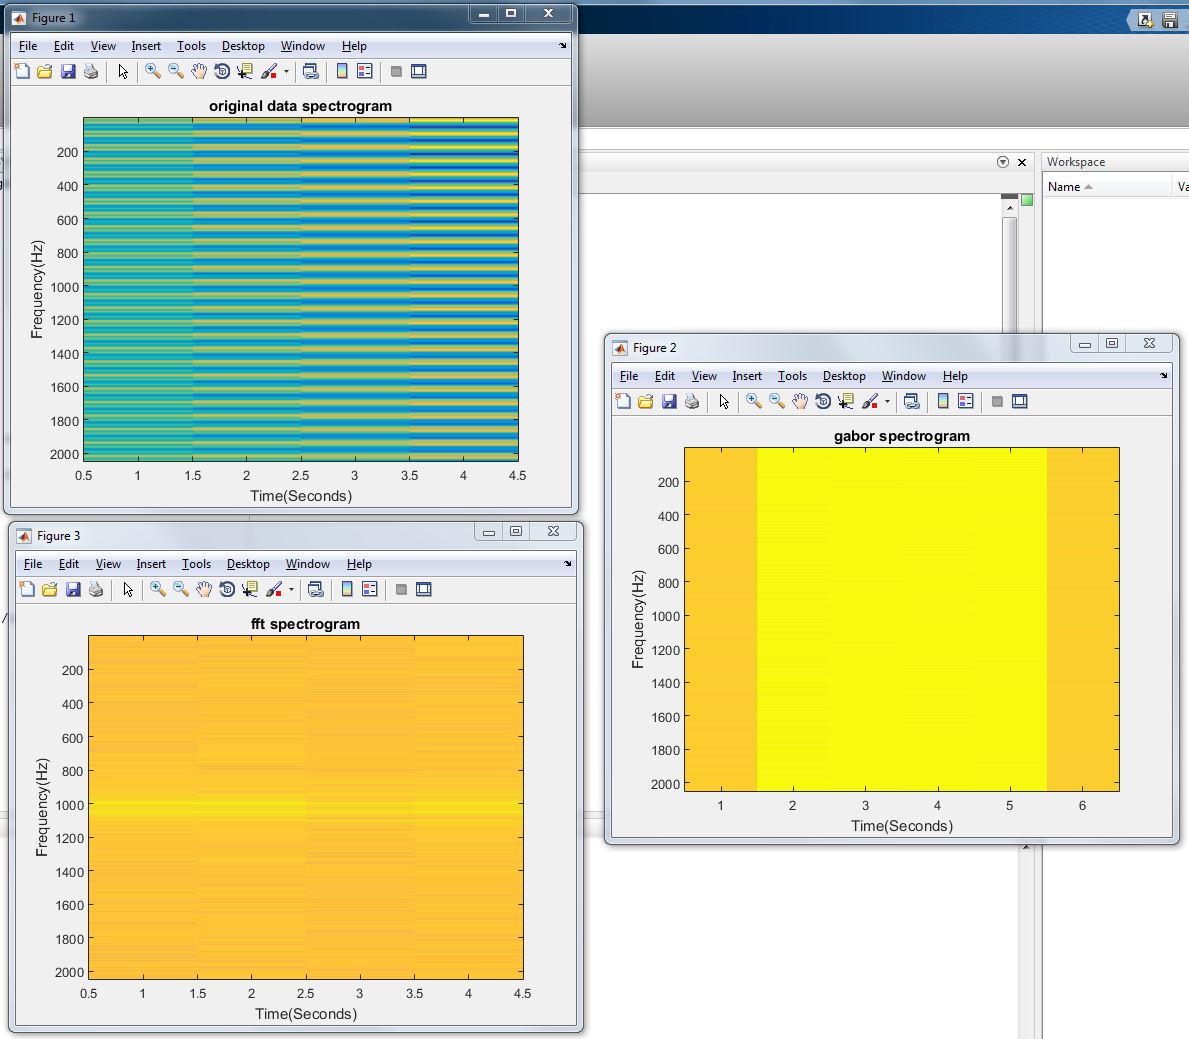 Figure 1
File Edit View Insert Tools Desktop Window Help
original data spectrogram
200
400
600
800
1000
1200
1400
1600
1800
2000
Frequency(Hz)
0.5 1 1.5 2 2.5 3 3.5 4 4.5
Time(Seconds)
Workspace
Name Va
Figure 2
File Edit View Insert Tools Desktop Window Help
gabor spectrogram
200
400
600
800
1000
1200
1400
1600
1800
2000
Frequency(Hz)
1 2 3 4 5 6
Time(Seconds)
Figure 3
File Edit View Insert Tools Desktop Window Help
fft spectrogram
200
400
600
800
1000
1200
1400
1600
1800
2000
Frequency(Hz)
0.5 1 1.5 2 2.5 3 3.5 4 4.5
Time(Seconds)